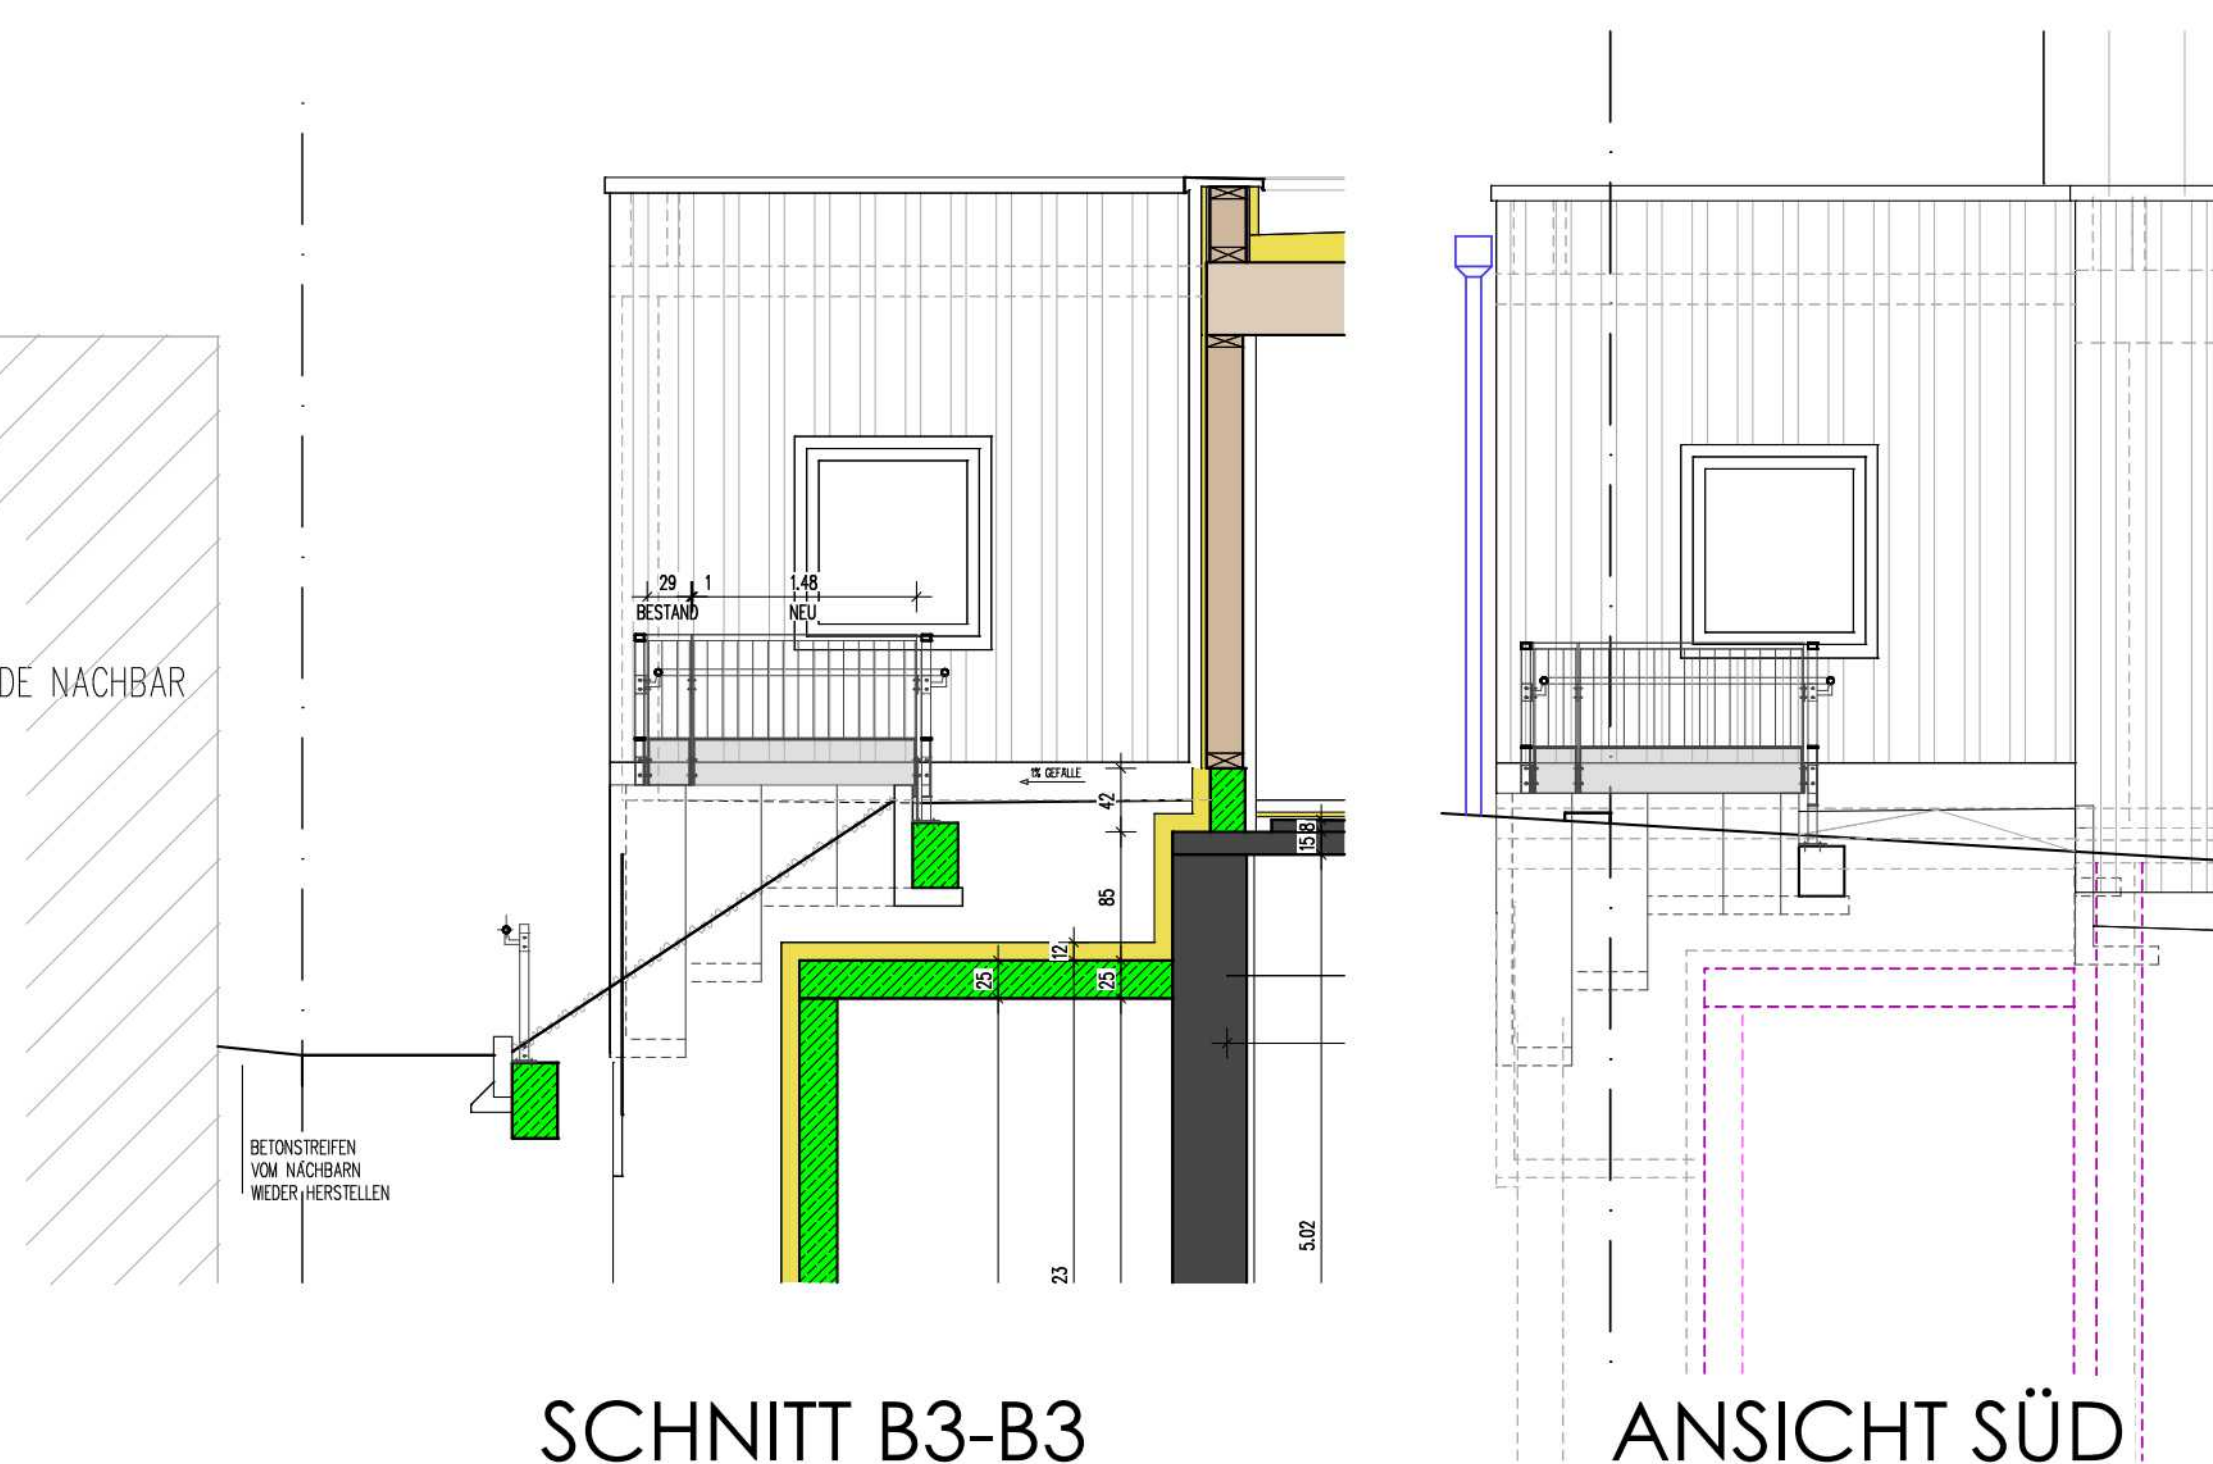 29 1 1.48
BESTAND NEU
DE NACHBAR
1% GEFÄLLE
42
15 8
85
12
25
25
BETONSTREIFEN
VOM NACHBARN
WIEDER HERSTELLEN
5.02
23
SCHNITT B3-B3
ANSICHT SÜD